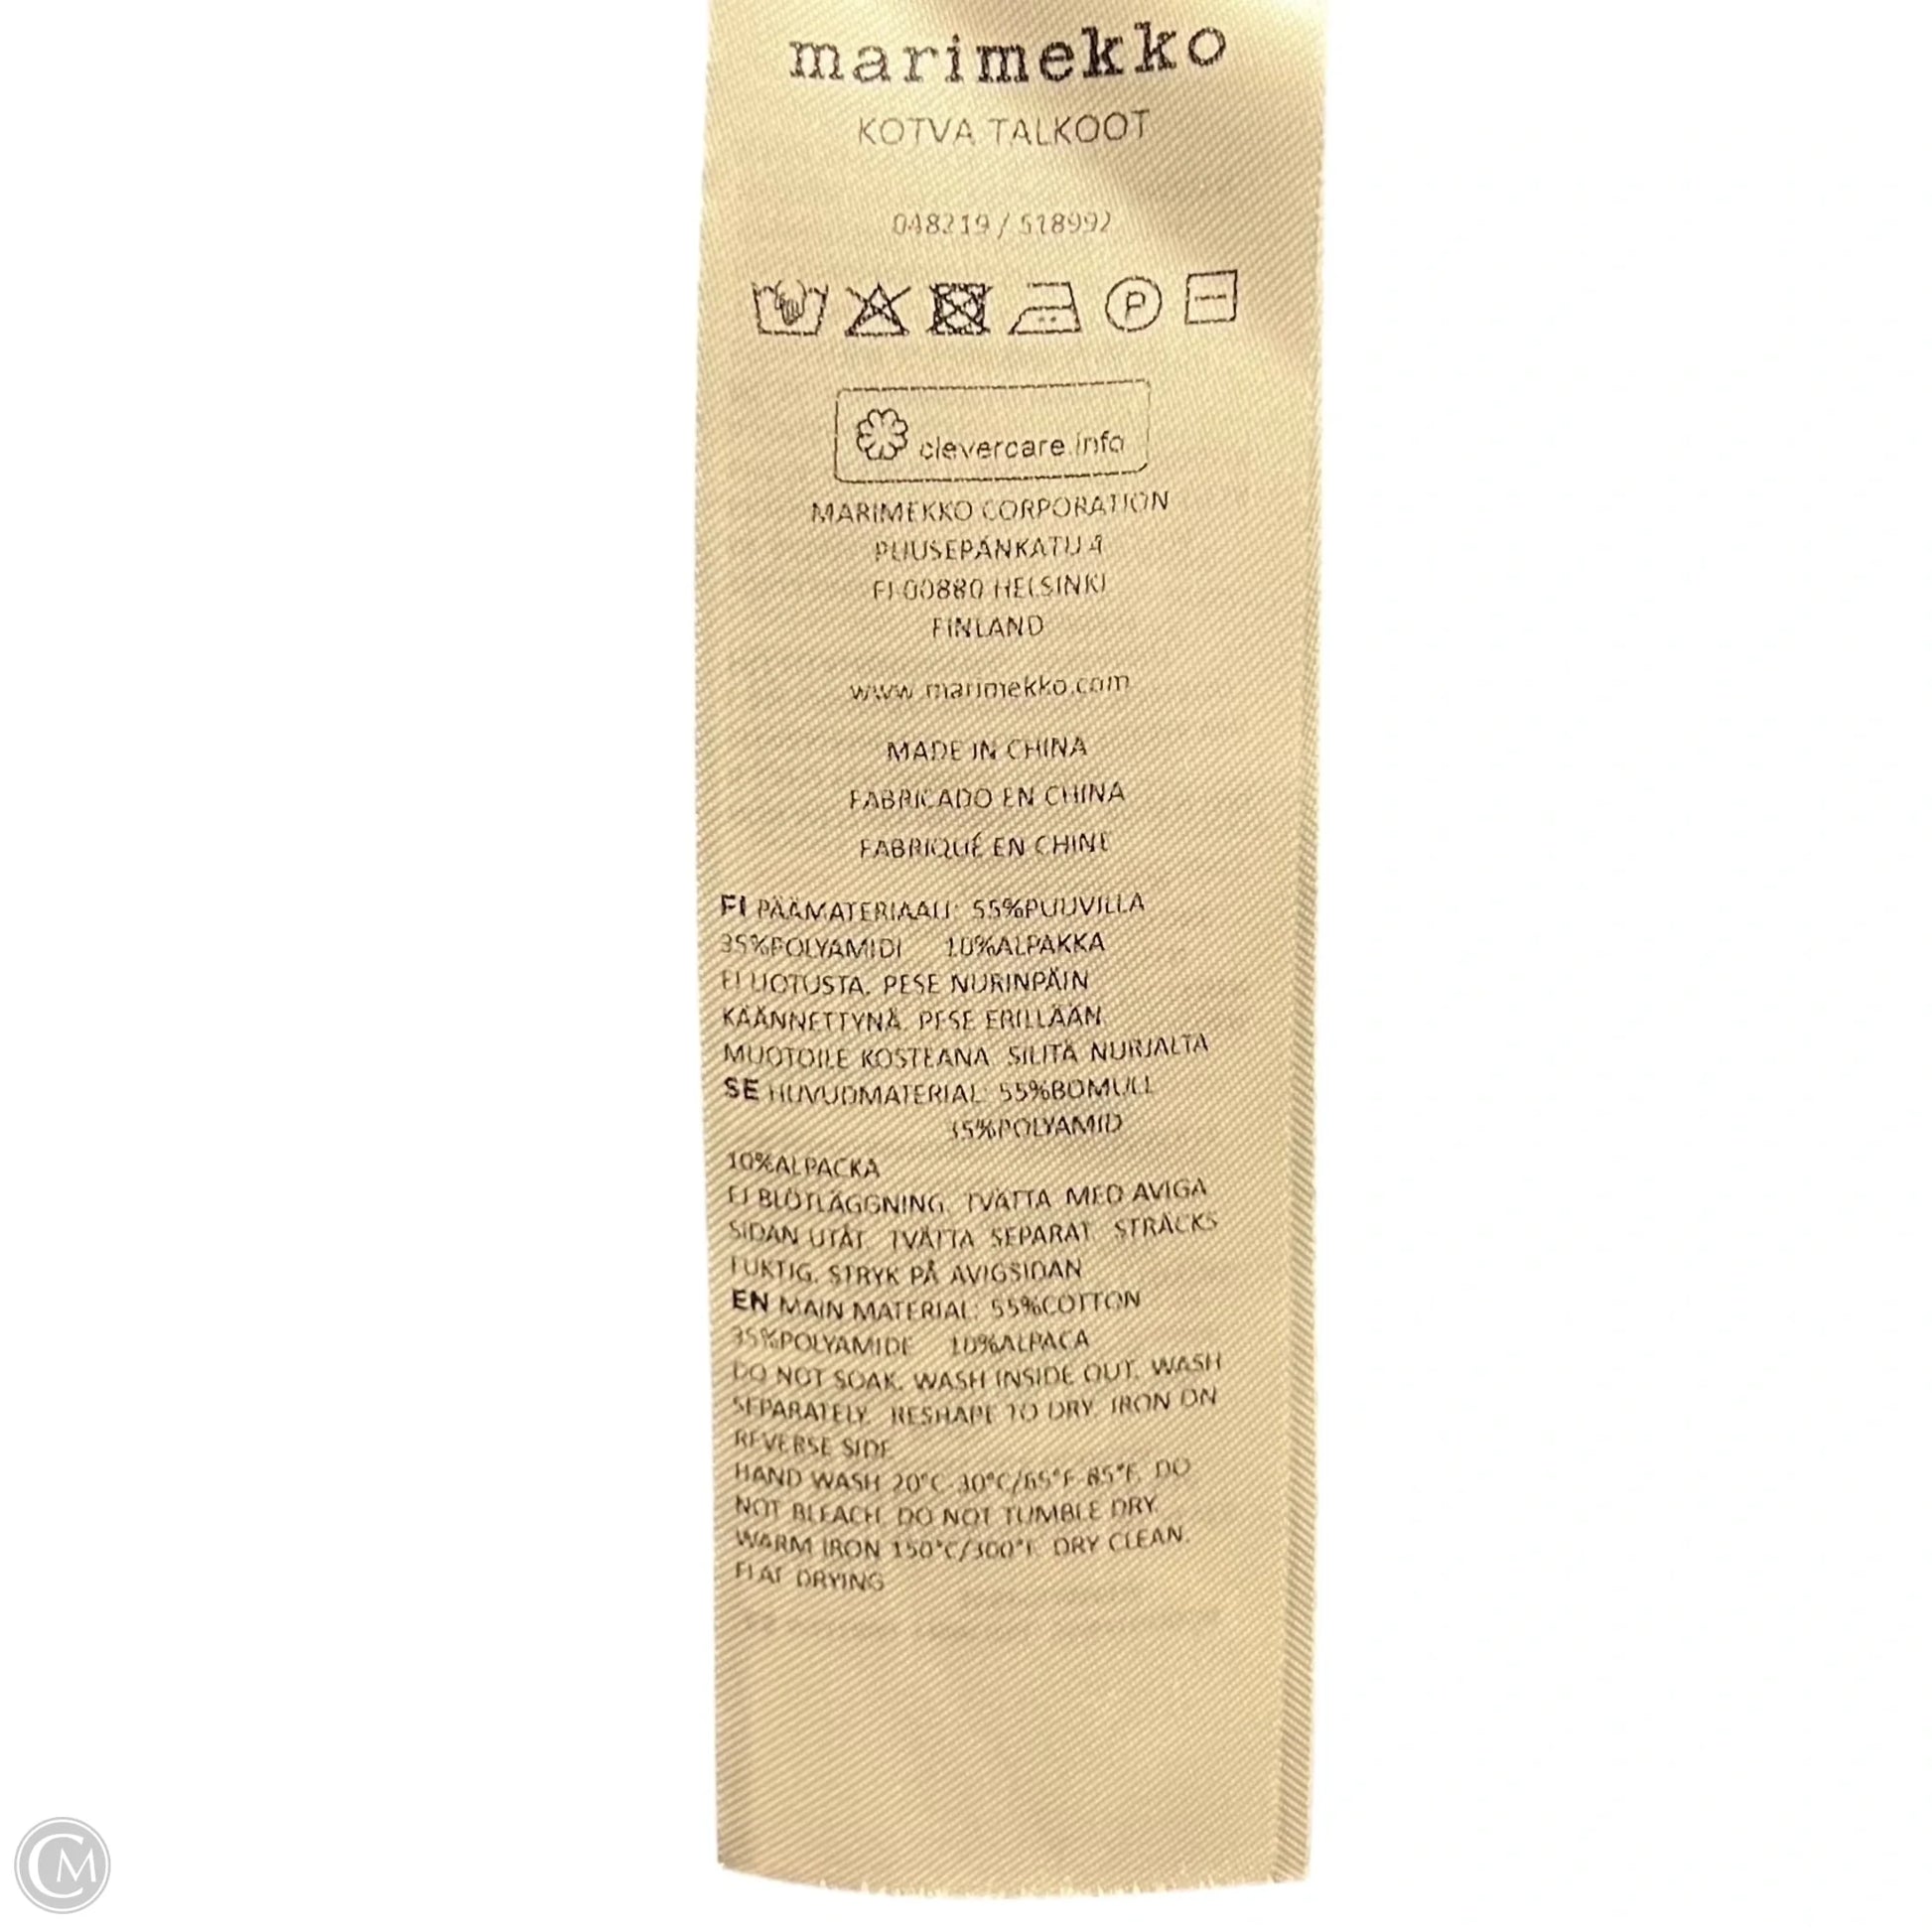 marimekko
KOTVA TALKOOT
048219 / 518992
P
clevercare.info
MARIMEKKO CORPORATION
PUUSEPÄNKATU 4
FI-00880 HELSINKI
FINLAND
www.marimekko.com
MADE IN CHINA
FABRICADO EN CHINA
FABRIQUÉ EN CHINE
FI PÄÄMATERIAALI: 55%PUUVILLA
35%POLYAMIDI 10%ALPAKKA
EI LIOTUSTA. PESE NURINPÄIN
KÄÄNNETTYNÄ. PESE ERILLÄÄN.
MUOTOILE KOSTEANA. SILITÄ NURJALTA
SE HUVUDMATERIAL: 55%BOMULL
35%POLYAMID
10%ALPACKA
EJ BLÖTLÄGGNING. TVÄTTA MED AVIGA
SIDAN UTÅT. TVÄTTA SEPARAT. STRÄCKS
FUKTIG. STRYK PÅ AVIGSIDAN
EN MAIN MATERIAL: 55%COTTON
35%POLYAMIDE 10%ALPACA
DO NOT SOAK. WASH INSIDE OUT. WASH
SEPARATELY. RESHAPE TO DRY. IRON ON
REVERSE SIDE
HAND WASH 20°C-30°C/65°F-85°F. DO
NOT BLEACH. DO NOT TUMBLE DRY.
WARM IRON 150°C/300°F. DRY CLEAN.
FLAT DRYING
CM